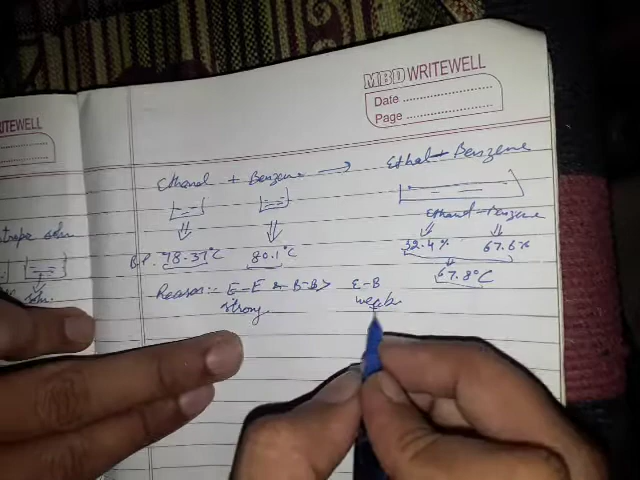 MBD WRITEWELL
Date
Page
WRITEWELL
Ethanol + Benzene → Ethal - Benzene
ethanol - benzene
B.P. 78.37°C 80.1°C
32.4% 67.6%
67.8°C
Reason:- E-E & B-B > E-B
strong weak